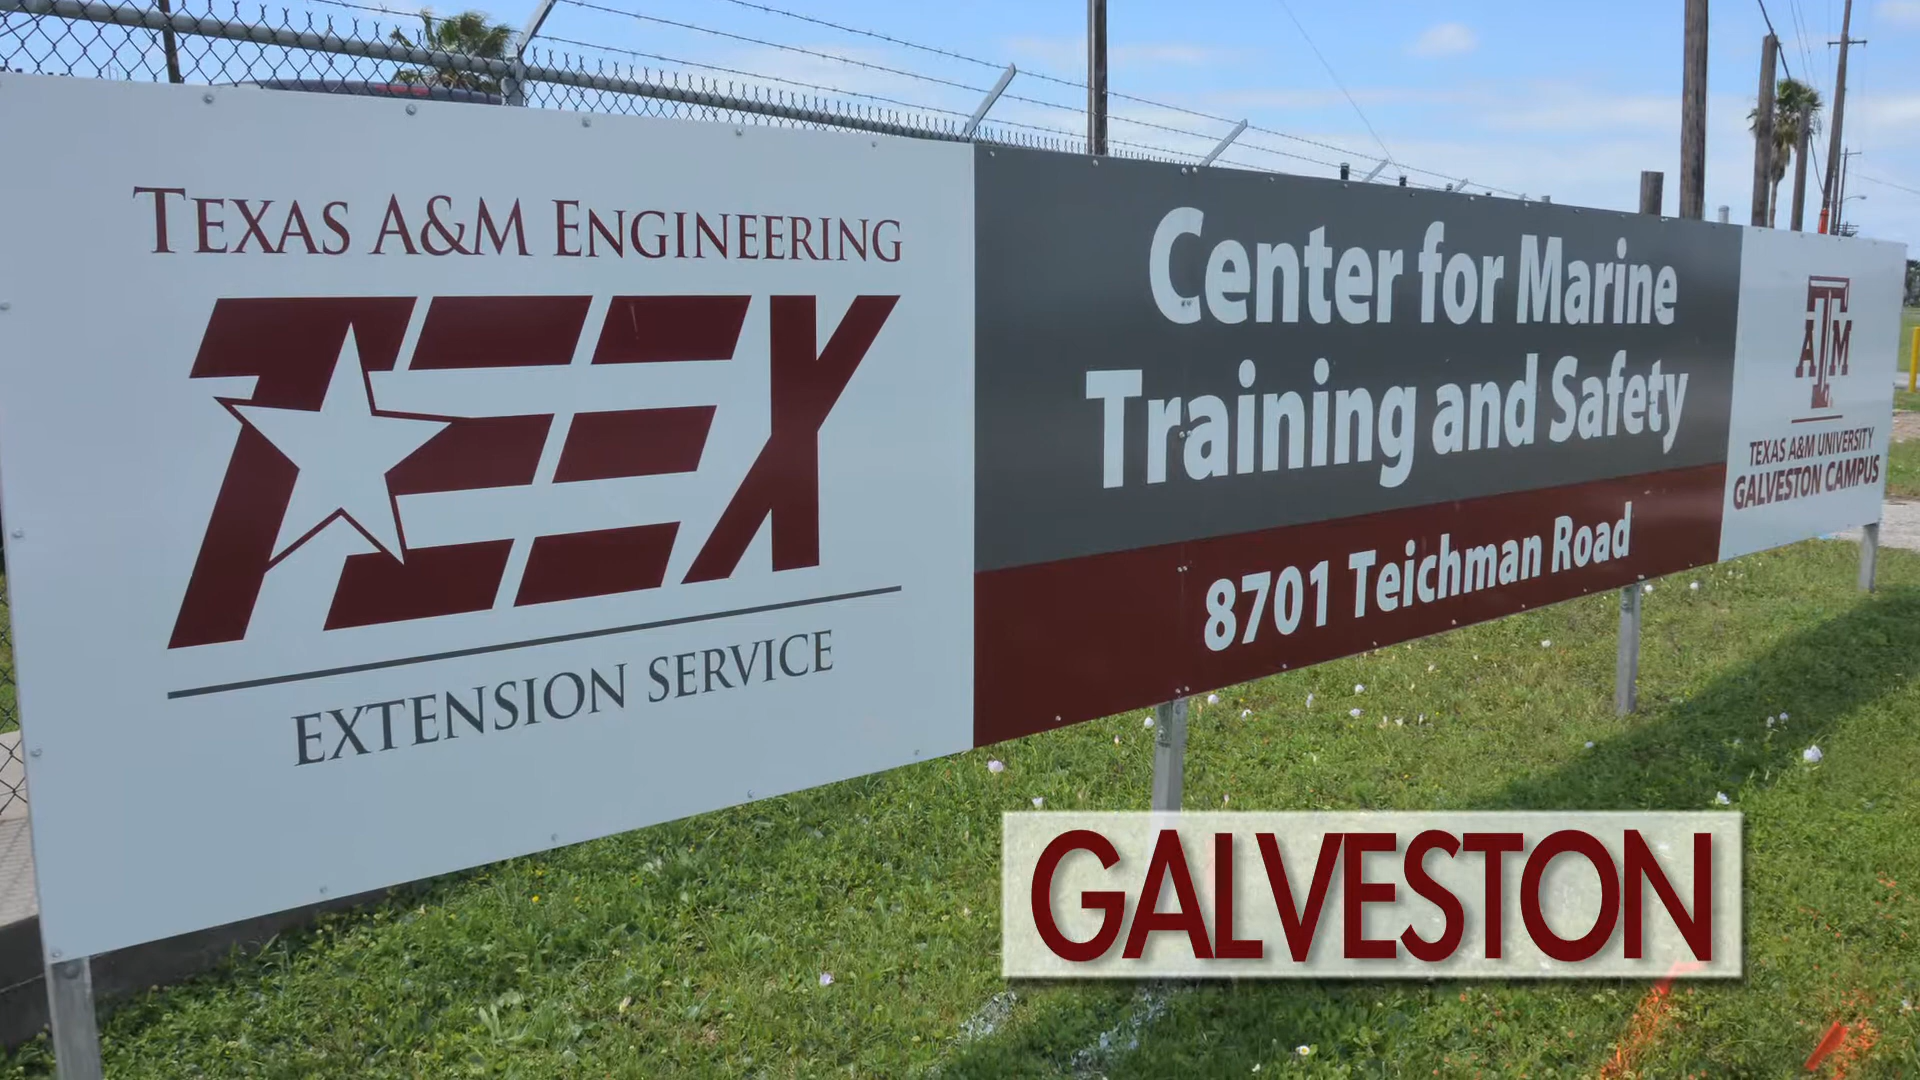 TEXAS A&M ENGINEERING
TEEX
EXTENSION SERVICE
Center for Marine
Training and Safety
8701 Teichman Road
ATM
TEXAS A&M UNIVERSITY
GALVESTON CAMPUS
GALVESTON